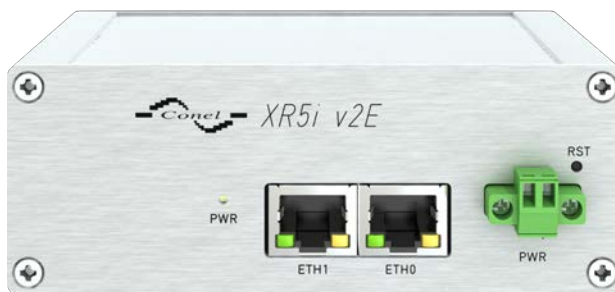 Conel XR5i v2E
RST
PWR
ETH1 ETH0
PWR